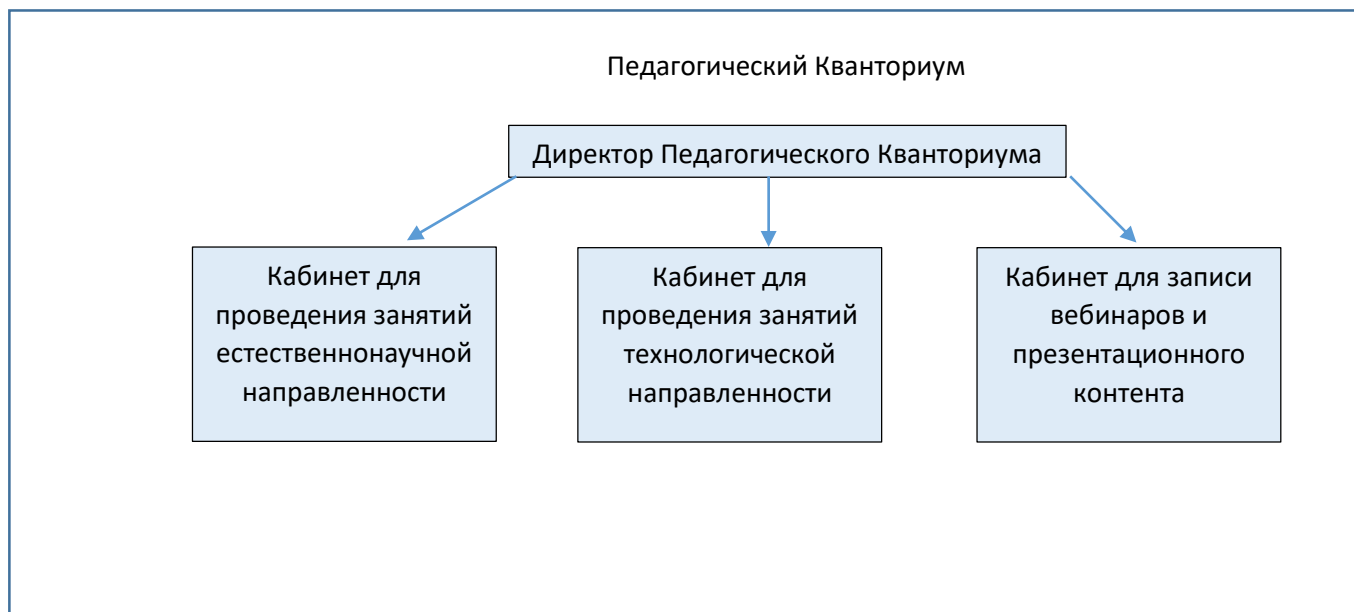 Педагогический Кванториум
Директор Педагогического Кванториума
Кабинет для
проведения занятий
естественнонаучной
направленности
Кабинет для
проведения занятий
технологической
направленности
Кабинет для записи
вебинаров и
презентационного
контента